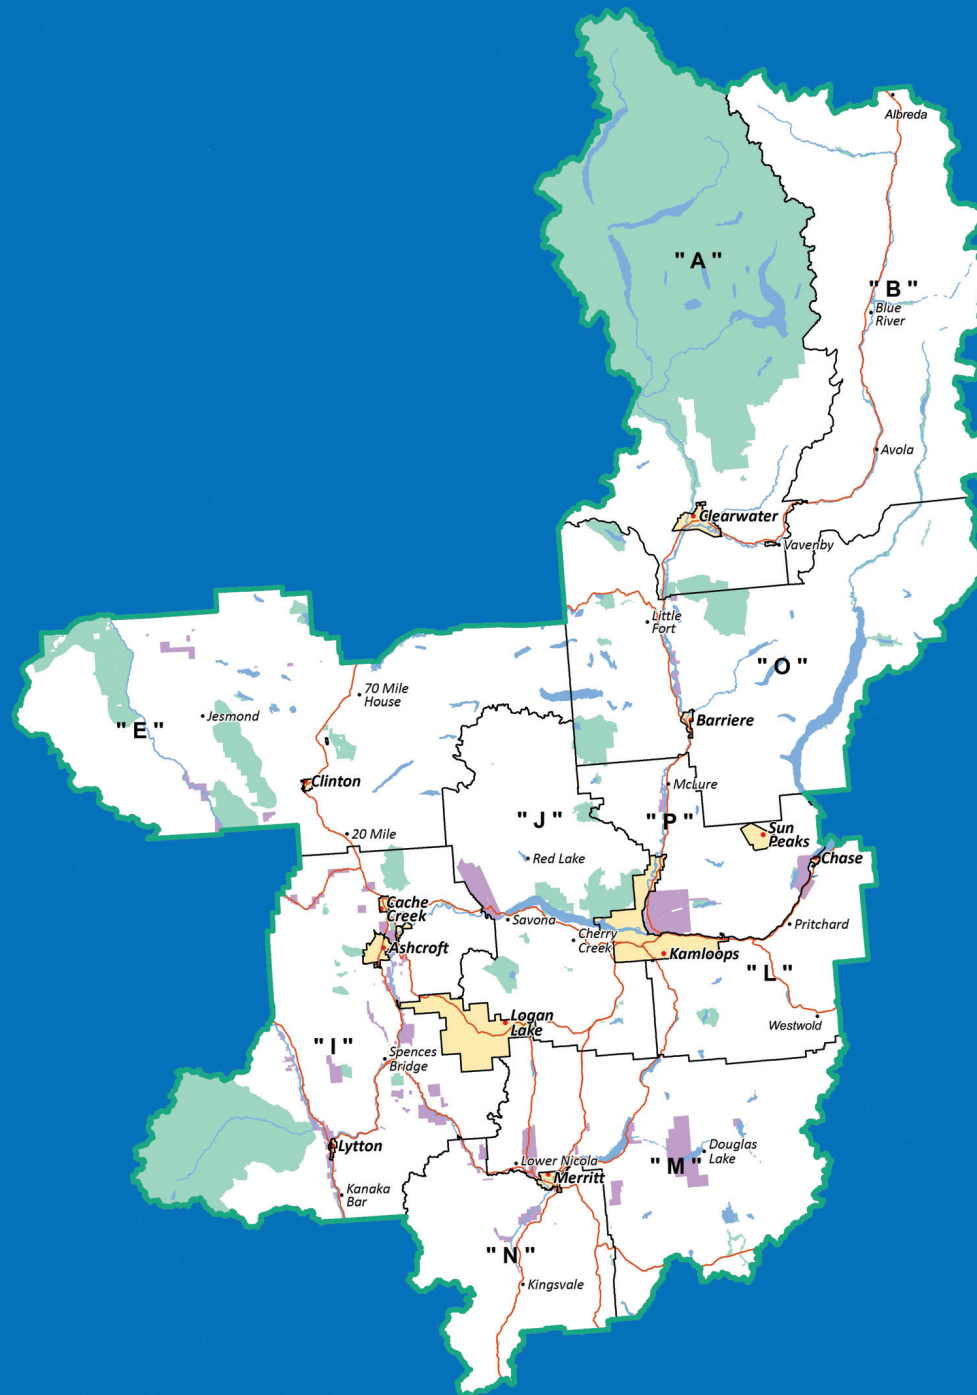 Albreda
" A "
" B "
Blue
River
Avola
Clearwater
Vavenby
Little
Fort
" O "
70 Mile
House
Jesmond
" E "
Barriere
Clinton
McLure
" J "
" P "
20 Mile
Sun
Peaks
Red Lake
Chase
Cache
Creek
Savona
Pritchard
Cherry
Creek
Ashcroft
Kamloops
" L "
Logan
Lake
Westwold
" I "
Spences
Bridge
Lytton
Douglas
Lake
Lower Nicola
" M "
Merritt
Kanaka
Bar
" N "
Kingsvale